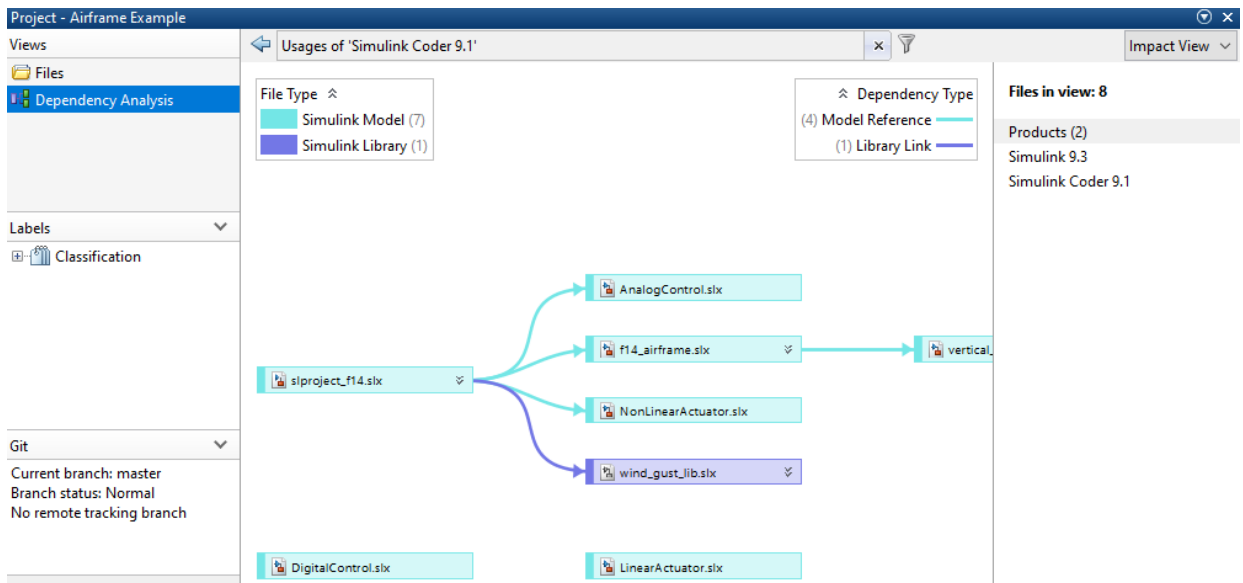 Project - Airframe Example
Views
Files
Dependency Analysis
Labels
Classification
Git
Current branch: master
Branch status: Normal
No remote tracking branch
Usages of 'Simulink Coder 9.1'
Impact View
File Type
Simulink Model (7)
Simulink Library (1)
Dependency Type
(4) Model Reference
(1) Library Link
AnalogControl.slx
f14_airframe.slx
vertical_
slproject_f14.slx
NonLinearActuator.slx
wind_gust_lib.slx
DigitalControl.slx
LinearActuator.slx
Files in view: 8
Products (2)
Simulink 9.3
Simulink Coder 9.1